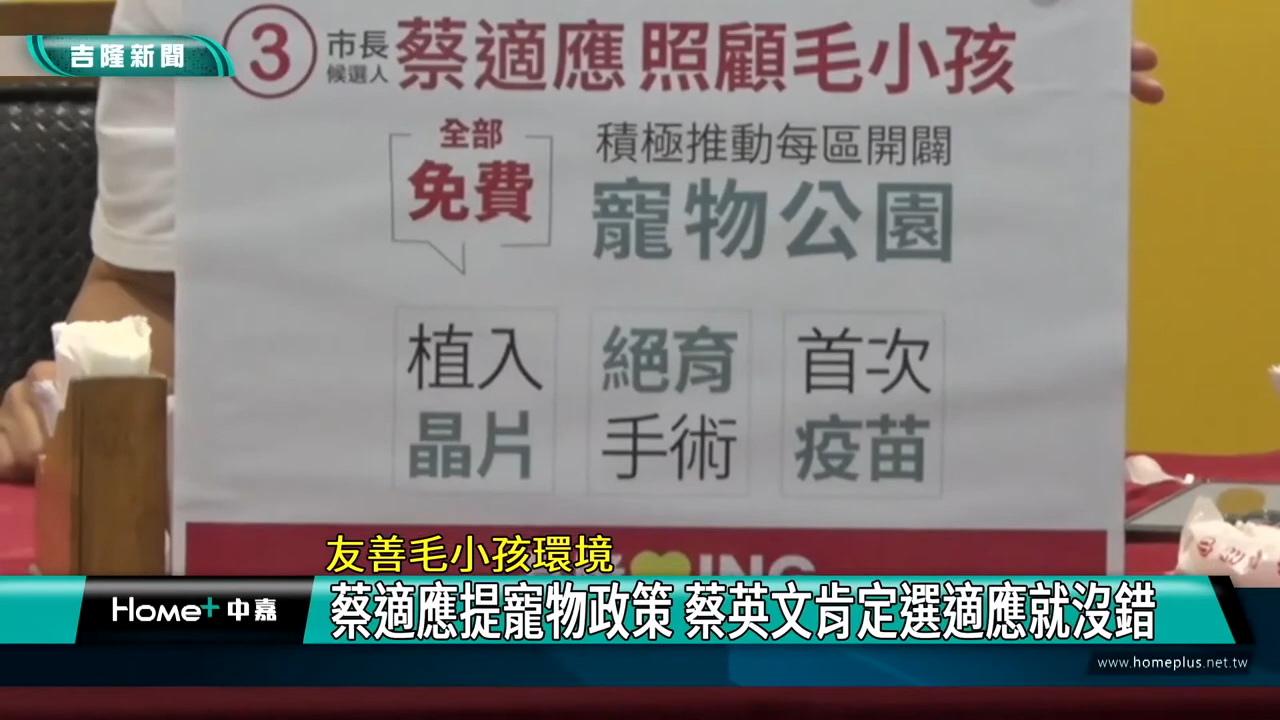 吉隆新聞
3 市長候選人 蔡適應 照顧毛小孩
全部
免費
積極推動每區開闢
寵物公園
植入
晶片
絕育
手術
首次
疫苗
友善毛小孩環境
蔡適應提寵物政策 蔡英文肯定選適應就沒錯
Home+中嘉
www.homeplus.net.tw